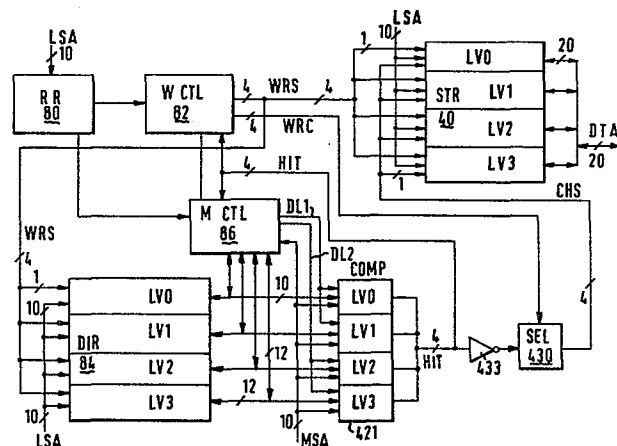 LSA
10
RR
80
W CTL
82
4
WRS
4
4
WRC
4
HIT
M CTL
86
DL1
DL2
WRS
4
1
10
DIR
84
LV0
LV1
LV2
LV3
10
LSA
10
12
12
COMP
LV0
LV1
LV2
LV3
421
10
MSA
4
HIT
433
SEL
430
4
CHS
1
LSA
10
STR
40
LV0
LV1
LV2
LV3
1
20
DTA
20